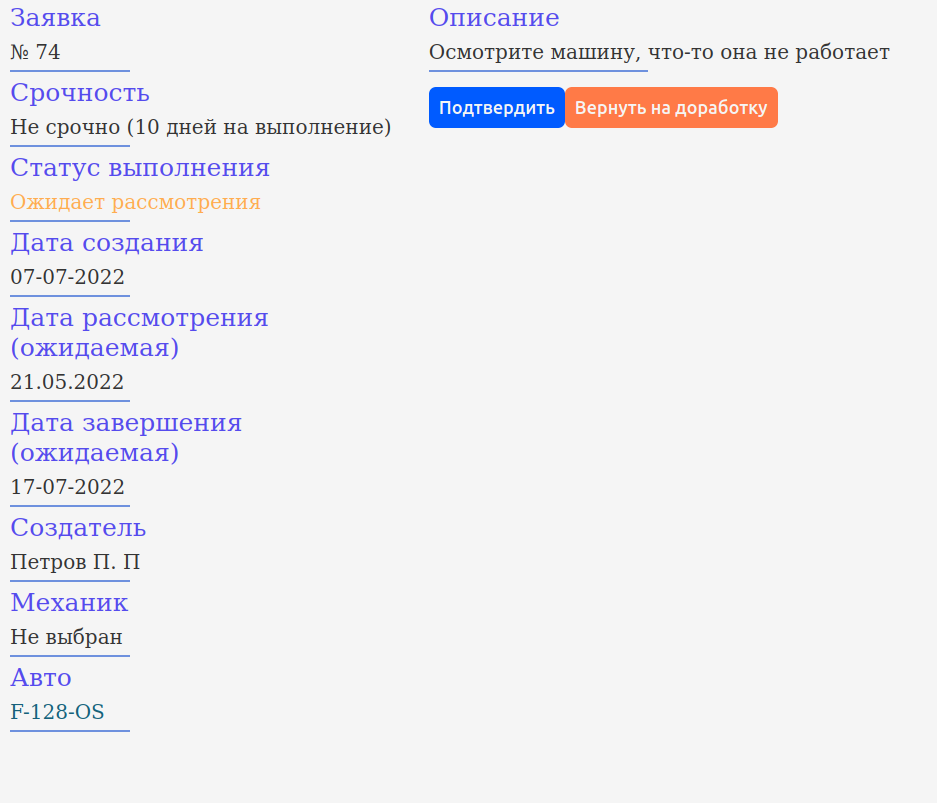 Заявка
№ 74
Срочность
Не срочно (10 дней на выполнение)
Статус выполнения
Ожидает рассмотрения
Дата создания
07-07-2022
Дата рассмотрения
(ожидаемая)
21.05.2022
Дата завершения
(ожидаемая)
17-07-2022
Создатель
Петров П. П
Механик
Не выбран
Авто
F-128-OS
Описание
Осмотрите машину, что-то она не работает
Подтвердить
Вернуть на доработку